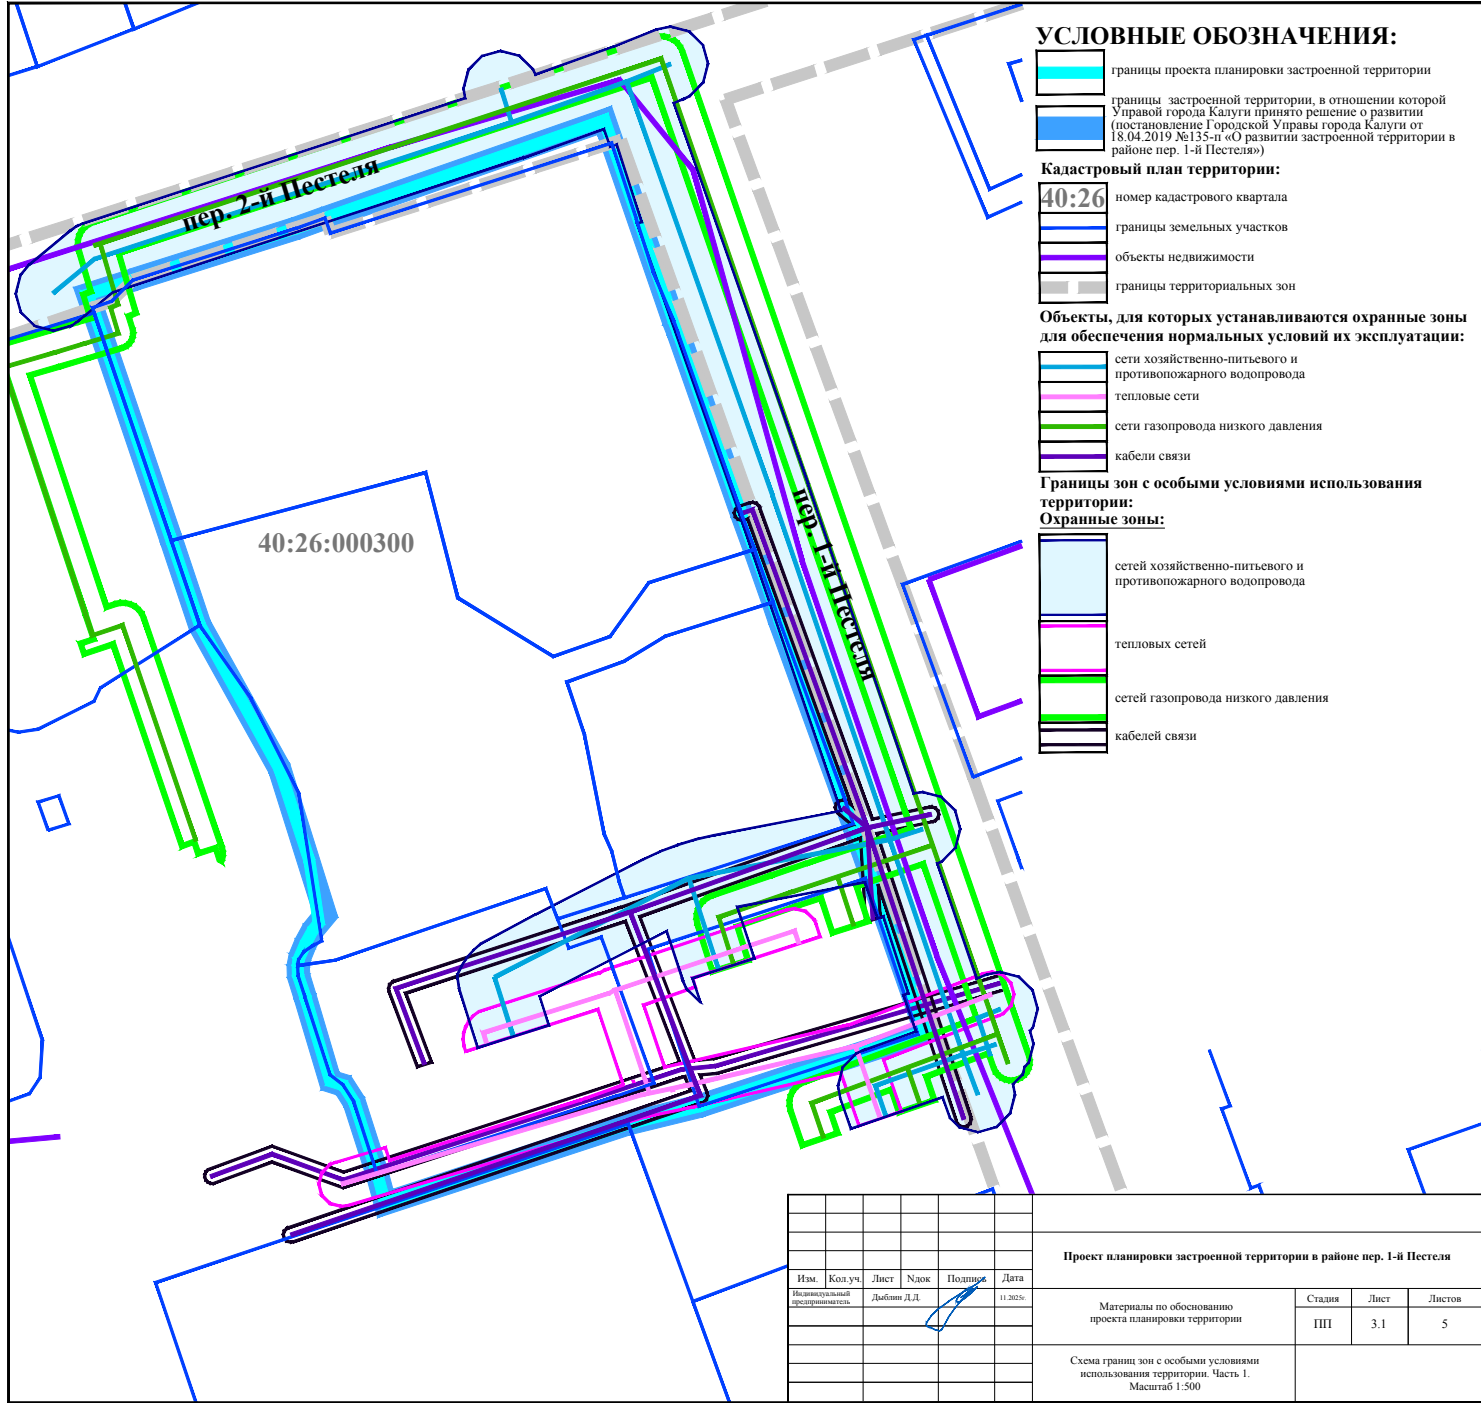 УСЛОВНЫЕ ОБОЗНАЧЕНИЯ:
границы проекта планировки застроенной территории
границы застроенной территории, в отношении которой
Управой города Калуги принято решение о развитии
(постановление Городской Управы города Калуги от
18.04.2019 №135-п «О развитии застроенной территории в
районе пер. 1-й Пестеля»)
Кадастровый план территории:
40:26
номер кадастрового квартала
границы земельных участков
объекты недвижимости
границы территориальных зон
Объекты, для которых устанавливаются охранные зоны
для обеспечения нормальных условий их эксплуатации:
сети хозяйственно-питьевого и
противопожарного водопровода
тепловые сети
сети газопровода низкого давления
кабели связи
Границы зон с особыми условиями использования
территории:
Охранные зоны:
сетей хозяйственно-питьевого и
противопожарного водопровода
тепловых сетей
сетей газопровода низкого давления
кабелей связи
пер. 2-й Пестеля
пер. 1-й Пестеля
40:26:000300
Проект планировки застроенной территории в районе пер. 1-й Пестеля
Изм. Кол.уч. Лист Nдок Подпись Дата
Индивидуальный
предприниматель
Дыблин Д.Д.
11.2025г.
Материалы по обоснованию
проекта планировки территории
Стадия Лист Листов
ПП 3.1 5
Схема границ зон с особыми условиями
использования территории. Часть 1.
Масштаб 1:500